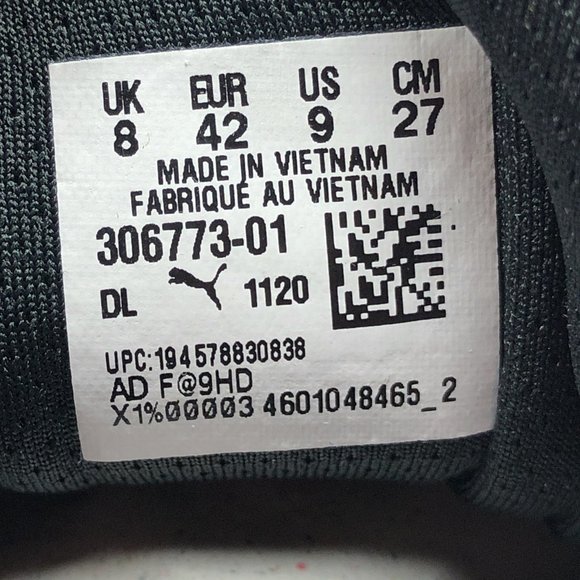 UK EUR US CM
8 42 9 27
MADE IN VIETNAM
FABRIQUÉ AU VIETNAM
306773-01
DL 1120
UPC:194578830838
AD F@9HD
X1%00003 4601048465_2